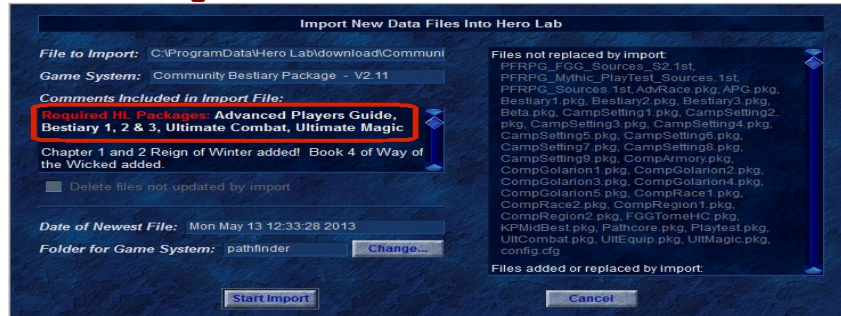 Import New Data Files Into Hero Lab
File to Import: C:\ProgramData\Hero Lab\download\Communi
Game System: Community Bestiary Package - V2.11
Comments Included in Import File:
Required HL Packages: Advanced Players Guide,
Bestiary 1, 2 & 3, Ultimate Combat, Ultimate Magic
Chapter 1 and 2 Reign of Winter added! Book 4 of Way of
the Wicked added.
Delete files not updated by import
Date of Newest File: Mon May 13 12:33:28 2013
Folder for Game System: pathfinder
Change...
Start Import
Files not replaced by import:
PFRPG_FGG_Sources_S2.1st,
PFRPG_Mythic_PlayTest_Sources.1st,
PFRPG_Sources.1st, AdvRace.pkg, APG.pkg,
Bestiary1.pkg, Bestiary2.pkg, Bestiary3.pkg,
Beta.pkg, CampSetting1.pkg, CampSetting2.
pkg, CampSetting3.pkg, CampSetting4.pkg,
CampSetting5.pkg, CampSetting6.pkg,
CampSetting7.pkg, CampSetting8.pkg,
CampSetting9.pkg, CompArmory.pkg,
CompGolarion1.pkg, CompGolarion2.pkg,
CompGolarion3.pkg, CompGolarion4.pkg,
CompGolarion5.pkg, CompRace1.pkg,
CompRace2.pkg, CompRegion1.pkg,
CompRegion2.pkg, FGGTomeHC.pkg,
KPMidBest.pkg, Pathcore.pkg, Playtest.pkg,
UltCombat.pkg, UltEquip.pkg, UltMagic.pkg,
config.cfg
Files added or replaced by import:
Cancel